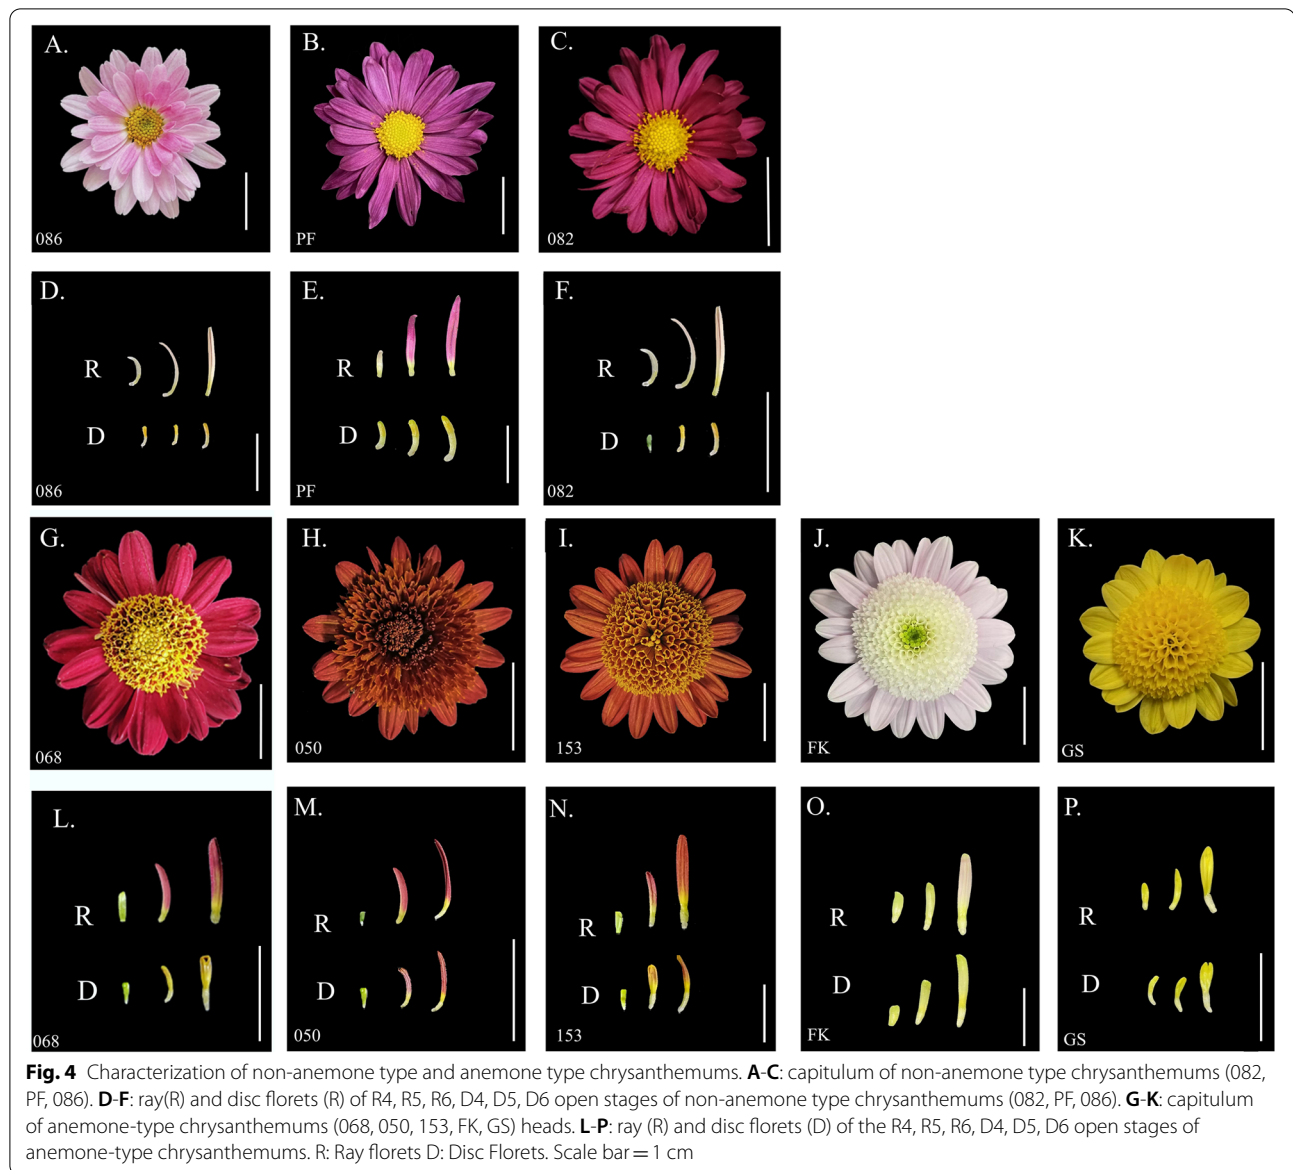 A. B. C.
086 PF 082
D. E. F.
R R R
D D D
086 PF 082
G. H. I. J. K.
068 050 153 FK GS
L. M. N. O. P.
R R R R R
D D D D D
068 050 153 FK GS
Fig. 4 Characterization of non-anemone type and anemone type chrysanthemums. A-C: capitulum of non-anemone type chrysanthemums (082,
PF, 086). D-F: ray(R) and disc florets (R) of R4, R5, R6, D4, D5, D6 open stages of non-anemone type chrysanthemums (082, PF, 086). G-K: capitulum
of anemone-type chrysanthemums (068, 050, 153, FK, GS) heads. L-P: ray (R) and disc florets (D) of the R4, R5, R6, D4, D5, D6 open stages of
anemone-type chrysanthemums. R: Ray florets D: Disc Florets. Scale bar = 1 cm